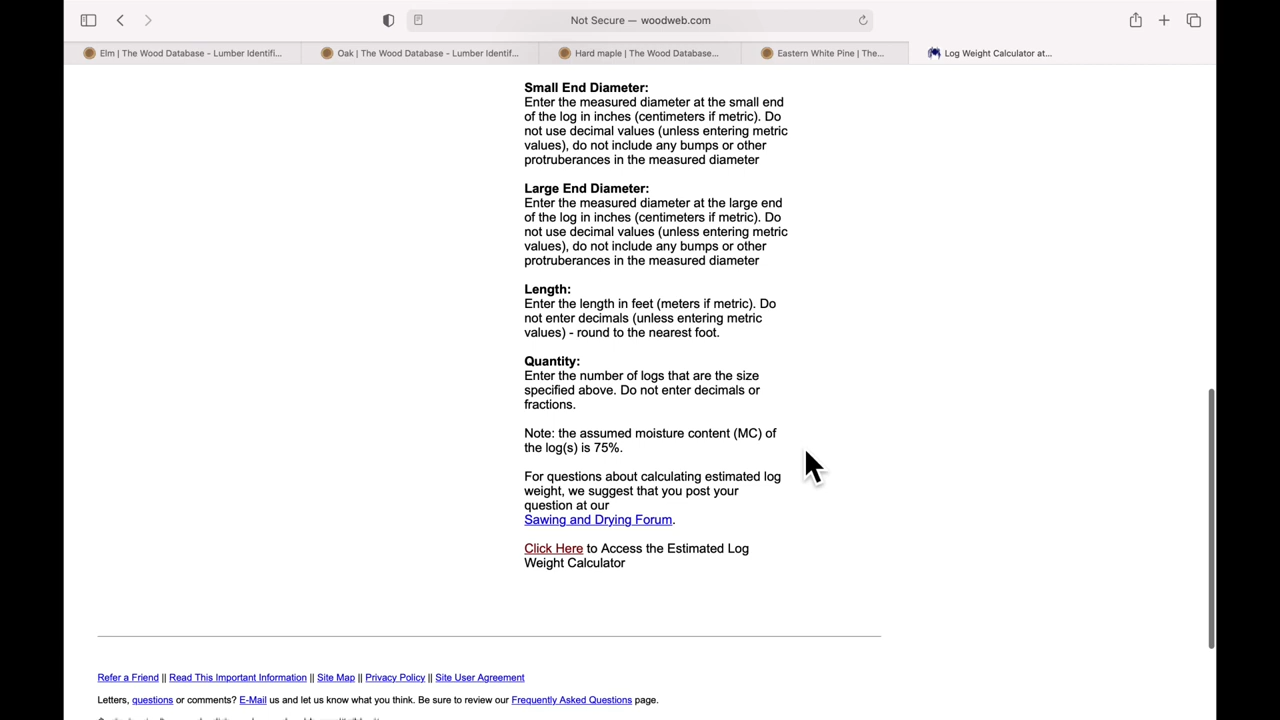 Not Secure — woodweb.com
Elm | The Wood Database - Lumber Identifi...
Oak | The Wood Database - Lumber Identif...
Hard maple | The Wood Database...
Eastern White Pine | The...
Log Weight Calculator at...
Small End Diameter:
Enter the measured diameter at the small end
of the log in inches (centimeters if metric). Do
not use decimal values (unless entering metric
values), do not include any bumps or other
protruberances in the measured diameter
Large End Diameter:
Enter the measured diameter at the large end
of the log in inches (centimeters if metric). Do
not use decimal values (unless entering metric
values), do not include any bumps or other
protruberances in the measured diameter
Length:
Enter the length in feet (meters if metric). Do
not enter decimals (unless entering metric
values) - round to the nearest foot.
Quantity:
Enter the number of logs that are the size
specified above. Do not enter decimals or
fractions.
Note: the assumed moisture content (MC) of
the log(s) is 75%.
For questions about calculating estimated log
weight, we suggest that you post your
question at our
Sawing and Drying Forum.
Click Here to Access the Estimated Log
Weight Calculator
Refer a Friend || Read This Important Information || Site Map || Privacy Policy || Site User Agreement
Letters, questions or comments? E-Mail us and let us know what you think. Be sure to review our Frequently Asked Questions page.